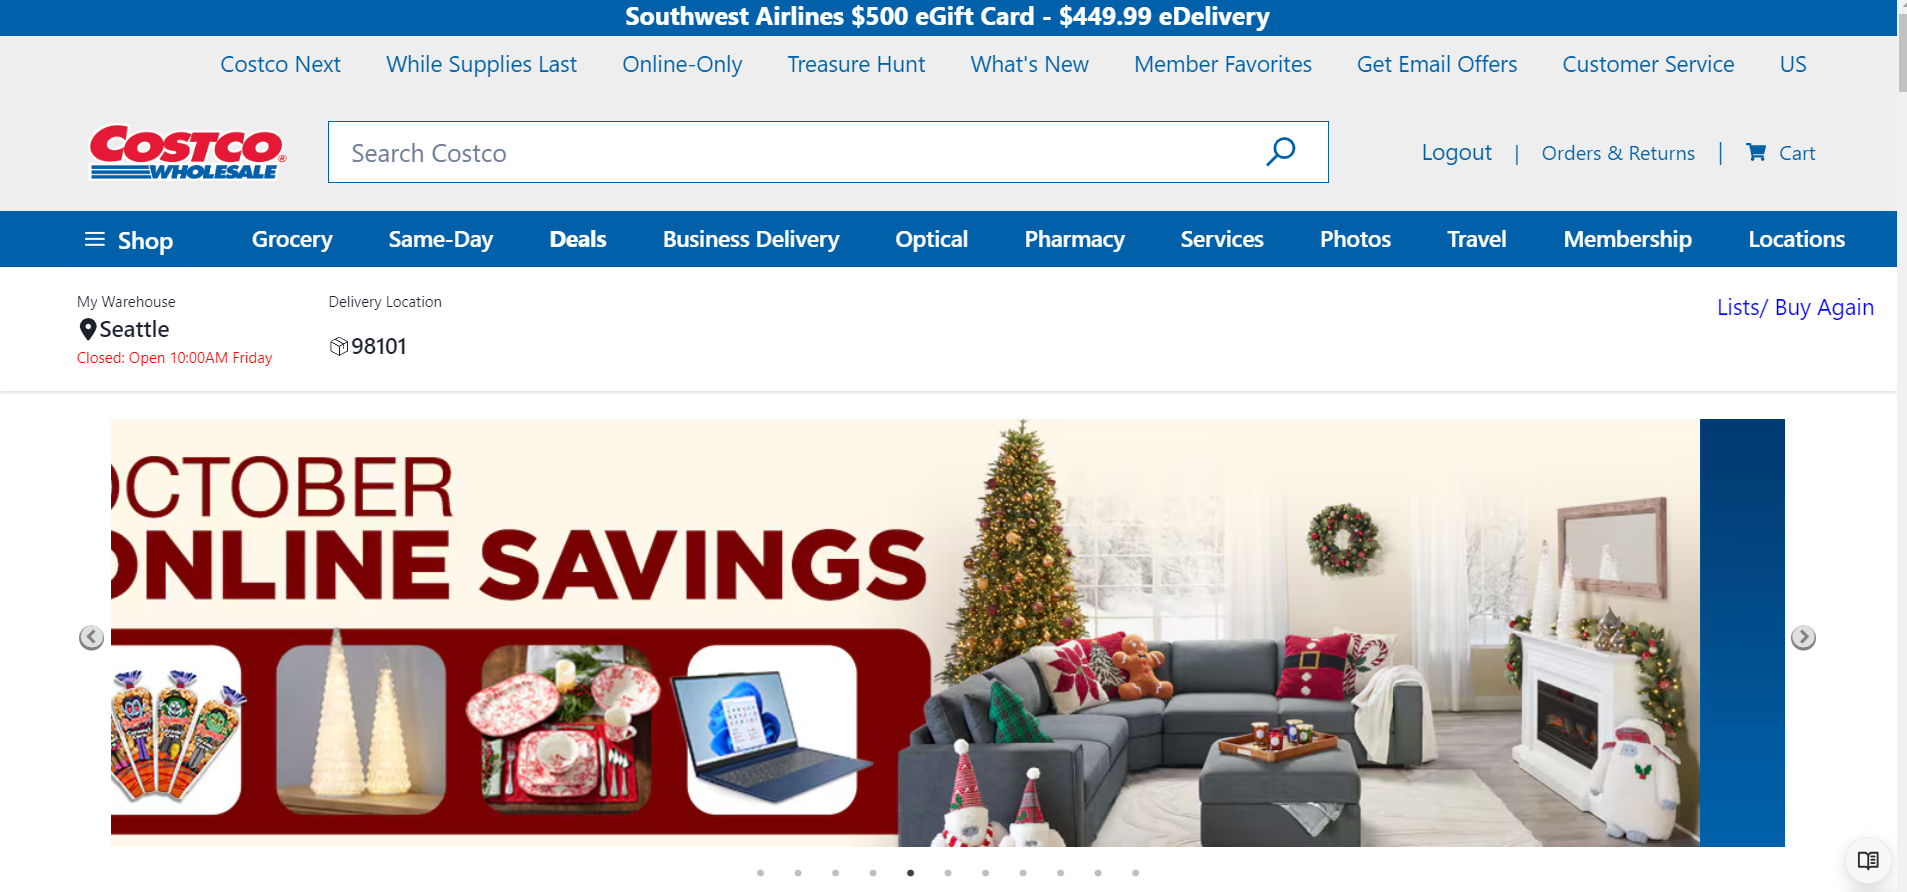 Southwest Airlines $500 eGift Card - $449.99 eDelivery
Costco Next While Supplies Last Online-Only Treasure Hunt What's New Member Favorites Get Email Offers Customer Service US
COSTCO
WHOLESALE
Search Costco
Logout | Orders & Returns | Cart
Shop Grocery Same-Day Deals Business Delivery Optical Pharmacy Services Photos Travel Membership Locations
My Warehouse
Seattle
Closed: Open 10:00AM Friday
Delivery Location
98101
Lists/ Buy Again
OCTOBER
ONLINE SAVINGS